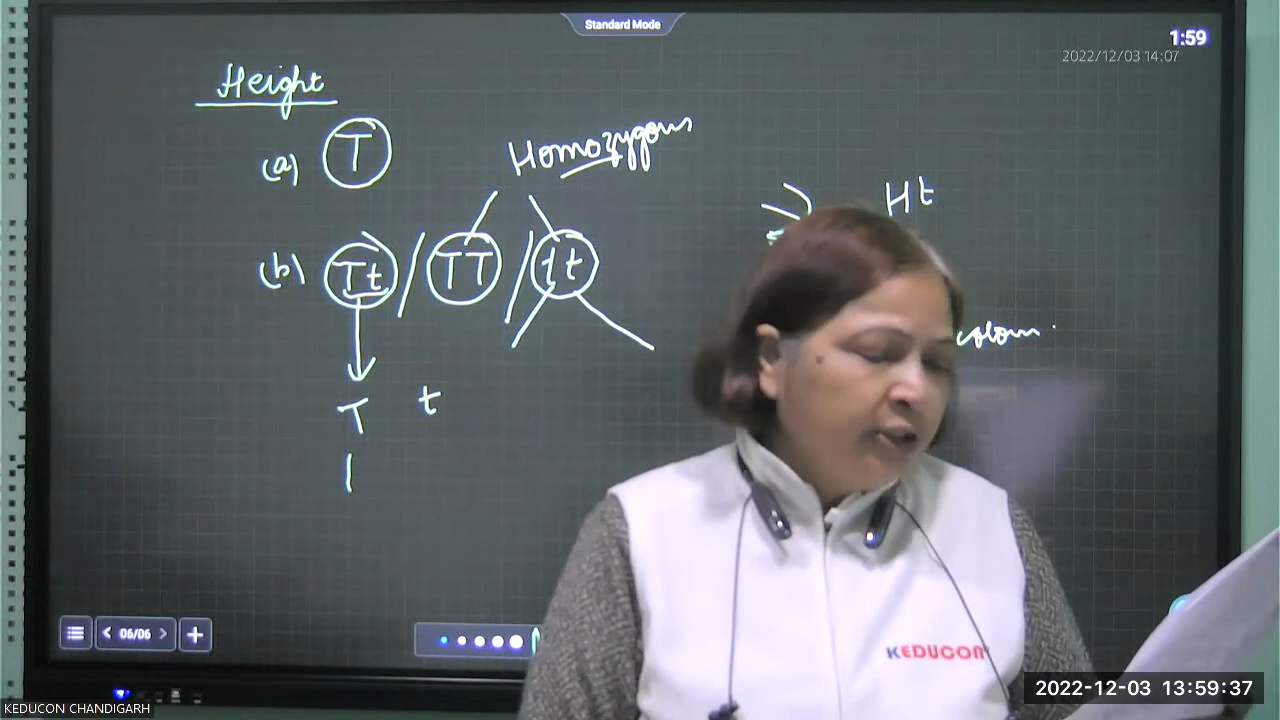 Standard Mode
1:59
2022/12/03 14:07
Height
(a) T
Homozygous
Ht
(b) Tt / TT / tt
colour
T t
06/06
KEDUCON
2022-12-03 13:59:37
KEDUCON CHANDIGARH